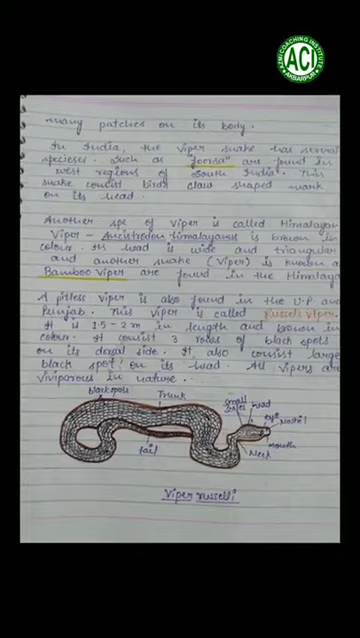 AZNI COACHING INSTITUTE
ACI
AKBARPUR
many patches on its body.
In India, the viper snake has several
specieses. Such as "Joorsa" are found in
west regions of South India. This
snake consist birds claw shaped mark
on its head.
Another spe of viper is called Himalayan
Viper - Ancistrodon himalayanus is brown in
colour. Its head is wide and triangular
and another snake (Viper) is known a
Bamboo viper are found in the Himalaya
A pitless viper is also found in the U.P and
Punjab. This viper is called Russels viper.
It is 1.5-2m in length and brown in
colour. It consist 3 rows of black spots
on its dorsal side. It also consist large
black spot on its head. All vipers are
viviparous in nature.
black spots
Trunk
small scales
head
eye
Nostril
mouth
Neck
tail
Viper russelli